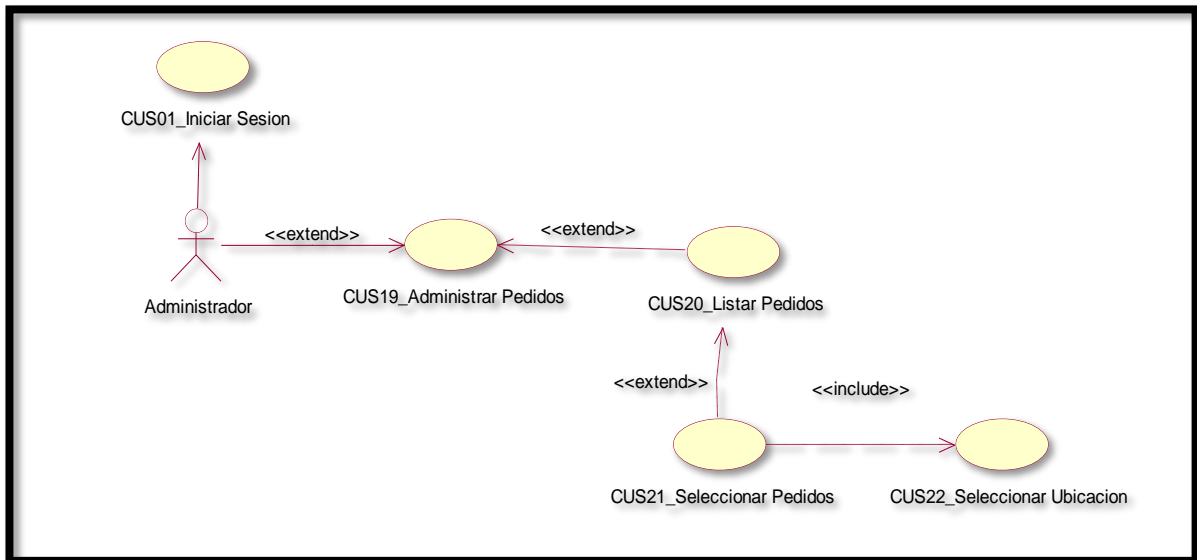 CUS01_Iniciar Sesion
<<extend>>
<<extend>>
Administrador
CUS19_Administrar Pedidos
CUS20_Listar Pedidos
<<extend>>
<<include>>
CUS21_Seleccionar Pedidos
CUS22_Seleccionar Ubicacion